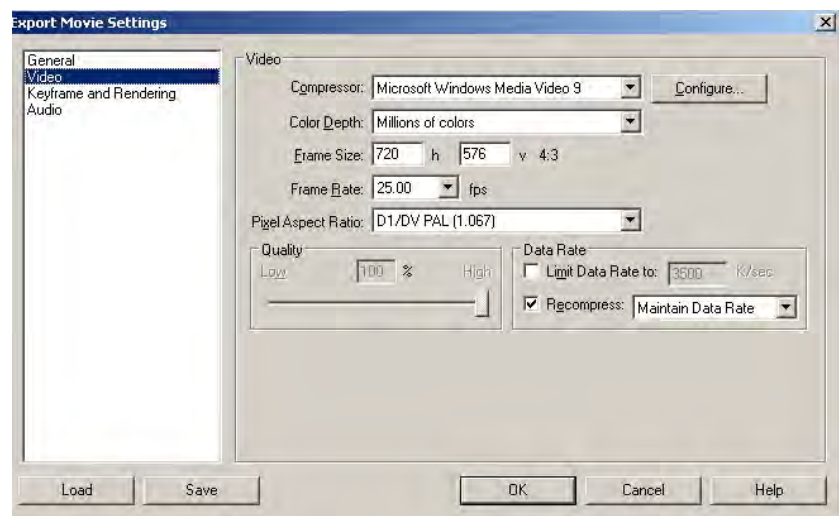 Export Movie Settings
General
Video
Keyframe and Rendering
Audio
Video
Compressor: Microsoft Windows Media Video 9 Configure...
Color Depth: Millions of colors
Frame Size: 720 h 576 v 4:3
Frame Rate: 25.00 fps
Pixel Aspect Ratio: D1/DV PAL (1.067)
Quality
Low 100 % High
Data Rate
Limit Data Rate to: 3500 K/sec
Recompress: Maintain Data Rate
Load Save OK Cancel Help